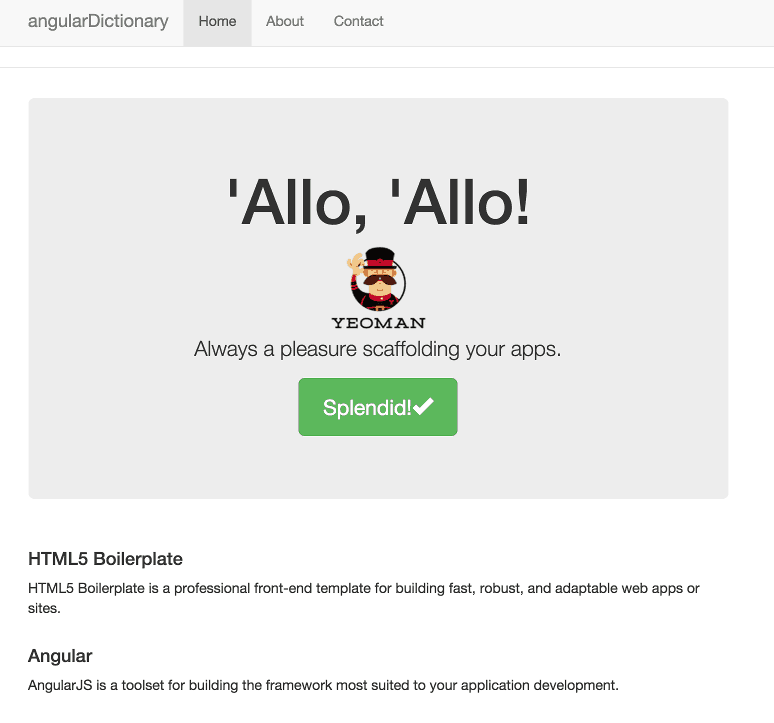 angularDictionary Home About Contact
'Allo, 'Allo!
YEOMAN
Always a pleasure scaffolding your apps.
Splendid!
HTML5 Boilerplate
HTML5 Boilerplate is a professional front-end template for building fast, robust, and adaptable web apps or
sites.
Angular
AngularJS is a toolset for building the framework most suited to your application development.